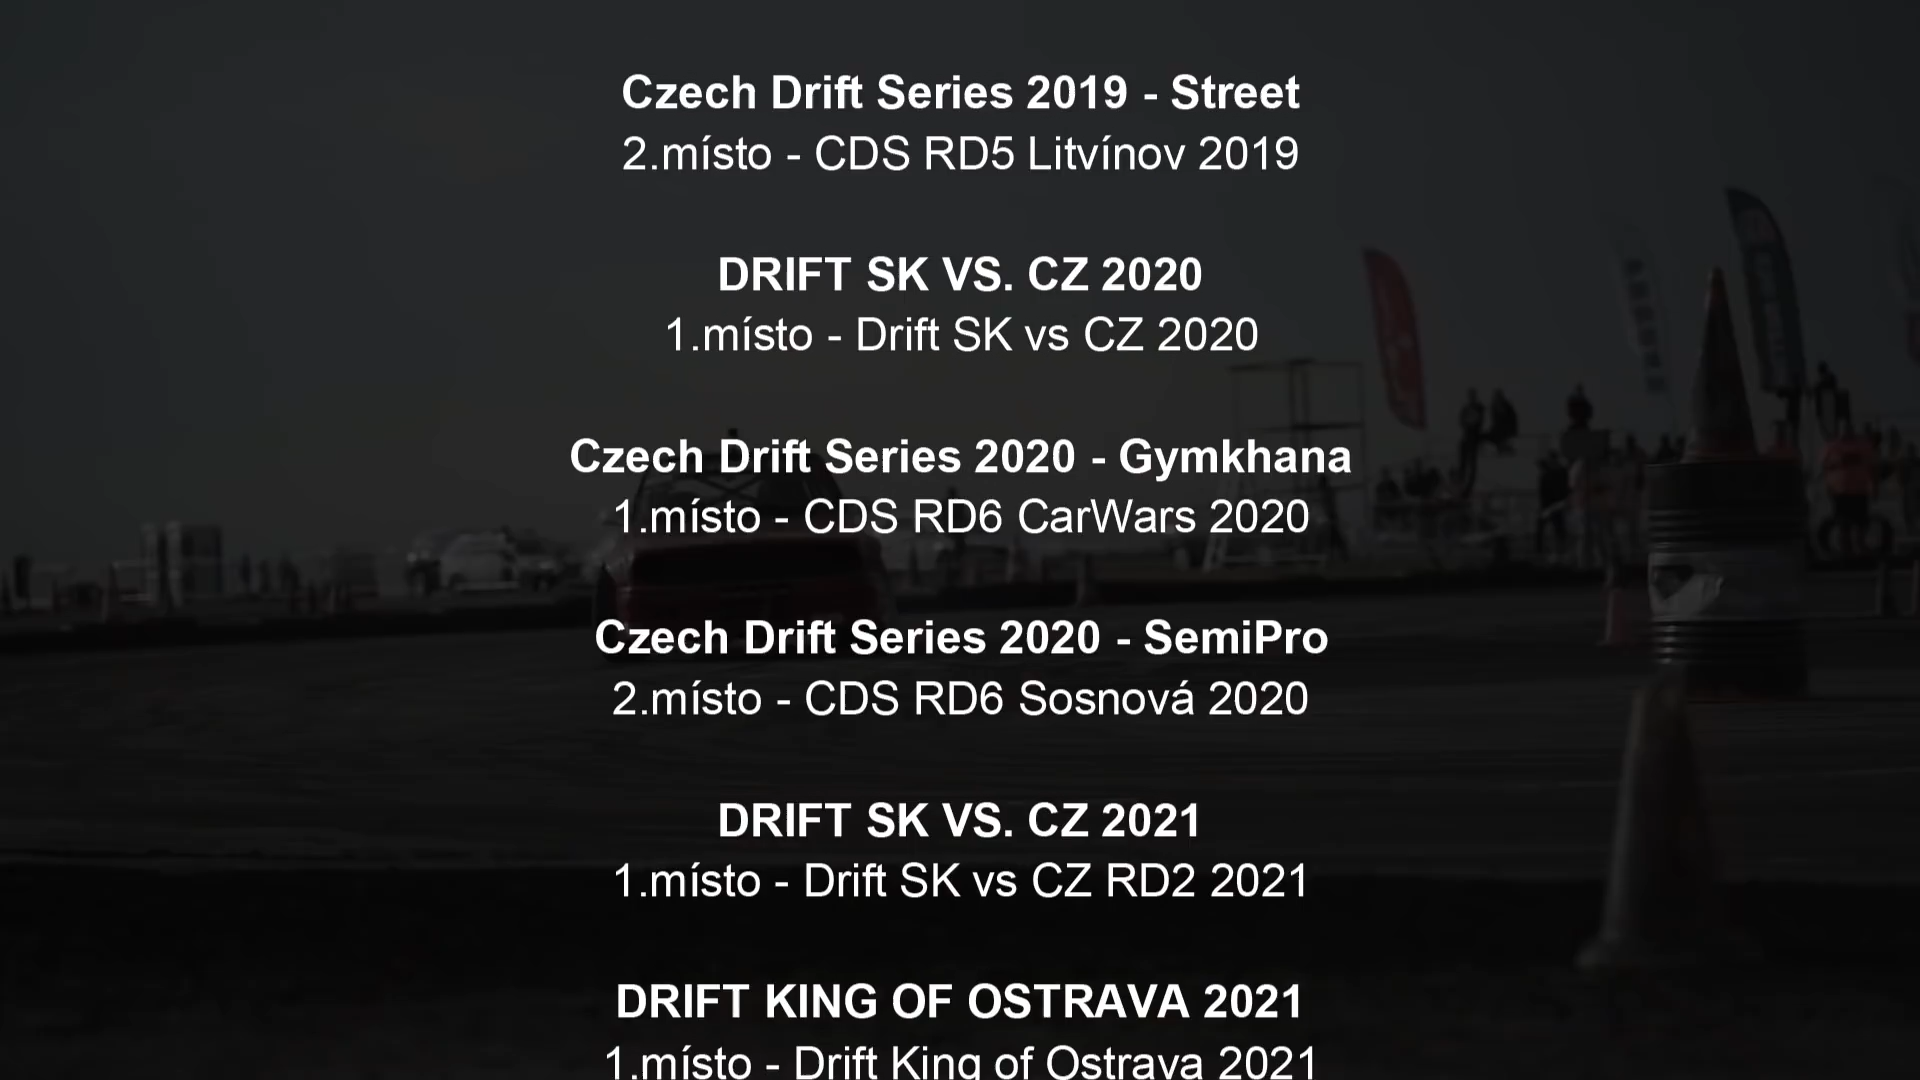 Czech Drift Series 2019 - Street
2.místo - CDS RD5 Litvínov 2019
DRIFT SK VS. CZ 2020
1.místo - Drift SK vs CZ 2020
Czech Drift Series 2020 - Gymkhana
1.místo - CDS RD6 CarWars 2020
Czech Drift Series 2020 - SemiPro
2.místo - CDS RD6 Sosnová 2020
DRIFT SK VS. CZ 2021
1.místo - Drift SK vs CZ RD2 2021
DRIFT KING OF OSTRAVA 2021
1.místo - Drift King of Ostrava 2021